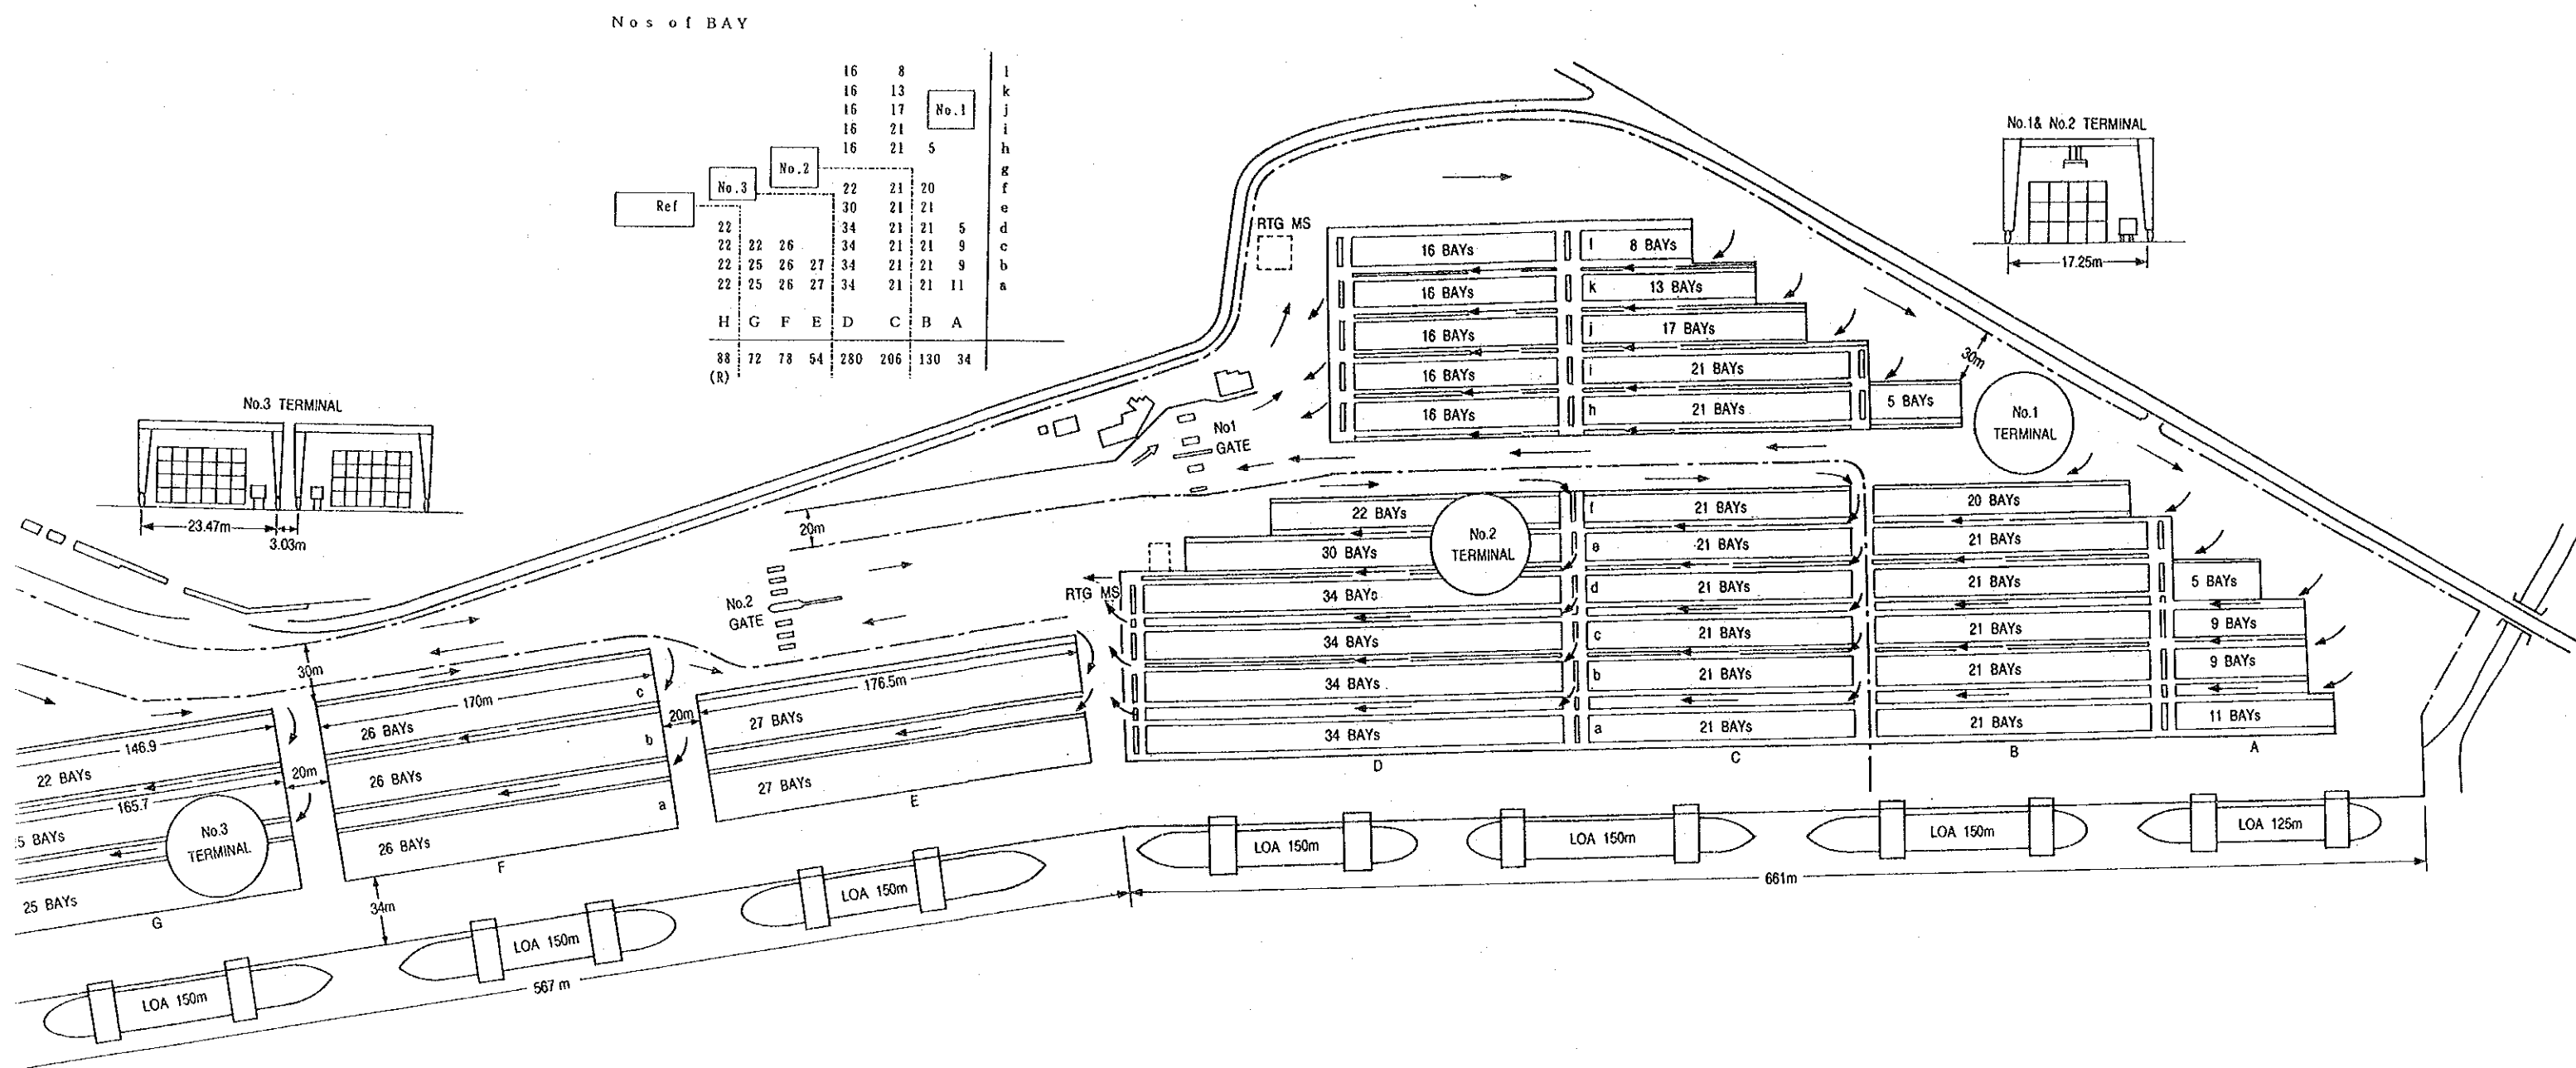 Nos of BAY
16 8 l
16 13 k
16 17 No.1 j
16 21 i
16 21 5 h
No.2 g
No.3 22 21 20 f
Ref 30 21 21 e
22 34 21 21 5 d
22 22 26 34 21 21 9 c
22 25 26 27 34 21 21 9 b
22 25 26 27 34 21 21 11 a
H G F E D C B A
88 72 78 54 280 206 130 34
(R)
No.1& No.2 TERMINAL
17.25m
No.3 TERMINAL
23.47m
3.03m
RTG MS
16 BAYs l 8 BAYs
16 BAYs k 13 BAYs
16 BAYs j 17 BAYs
16 BAYs i 21 BAYs
16 BAYs h 21 BAYs 5 BAYs
30m
No.1
TERMINAL
No1
GATE
20m
22 BAYs f 21 BAYs 20 BAYs
30 BAYs e 21 BAYs 21 BAYs
No.2
TERMINAL
34 BAYs d 21 BAYs 21 BAYs 5 BAYs
34 BAYs c 21 BAYs 21 BAYs 9 BAYs
34 BAYs b 21 BAYs 21 BAYs 9 BAYs
34 BAYs a 21 BAYs 21 BAYs 11 BAYs
D C B A
RTG MS
No.2
GATE
30m
170m c
26 BAYs
b
26 BAYs
a
26 BAYs
F
20m
176.5m
27 BAYs
27 BAYs
E
146.9
22 BAYs
20m
165.7
5 BAYs
25 BAYs
G
No.3
TERMINAL
34m
LOA 150m
LOA 150m
LOA 150m
LOA 150m
LOA 150m
LOA 150m
LOA 125m
567 m
661m